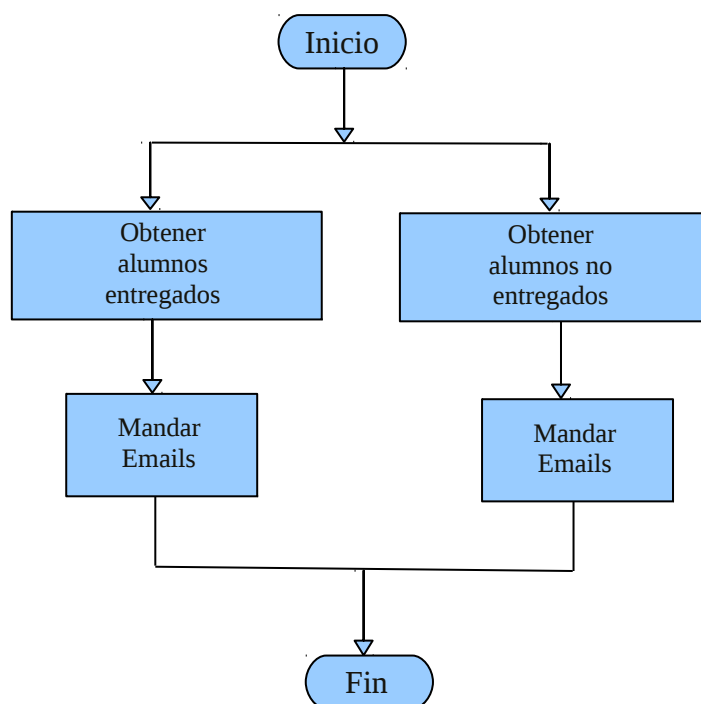 Inicio
Obtener
alumnos
entregados
Obtener
alumnos no
entregados
Mandar
Emails
Mandar
Emails
Fin